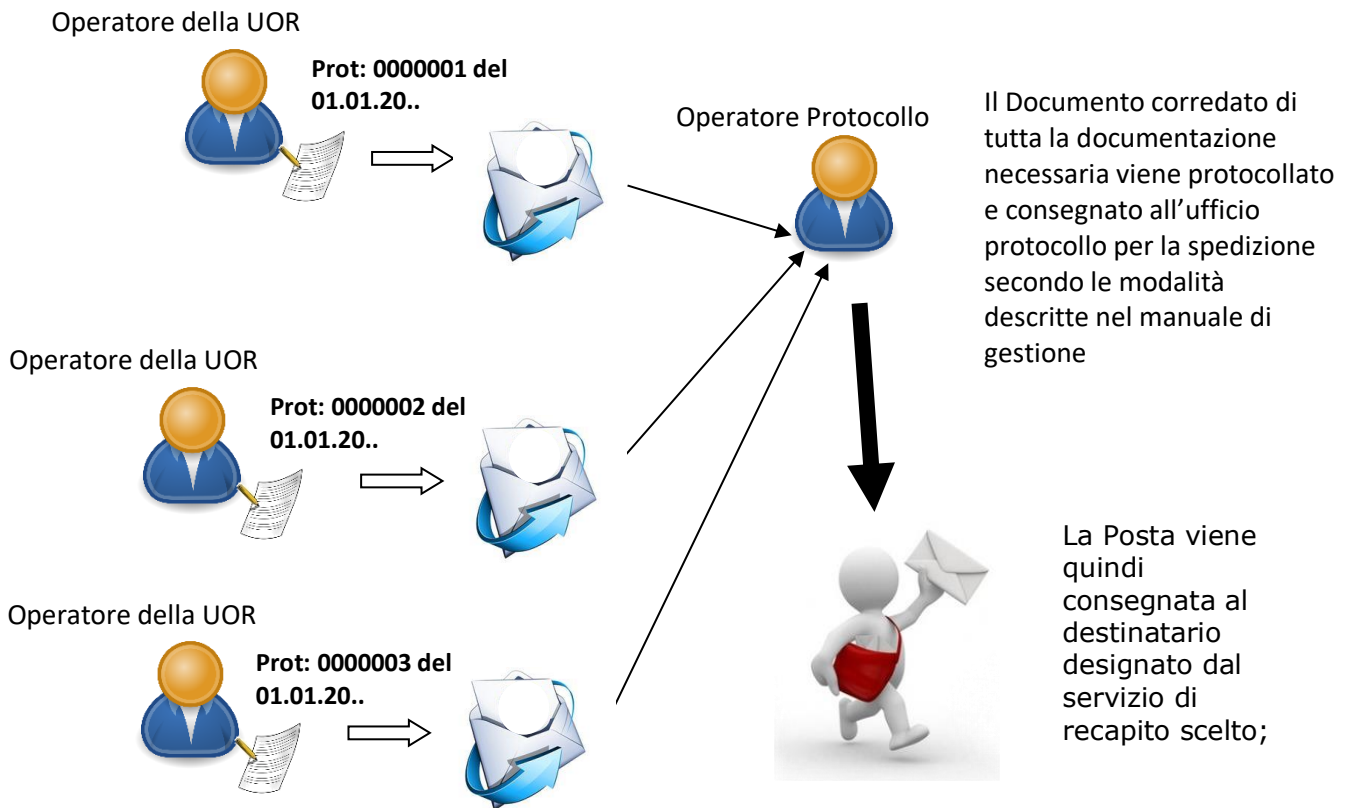 Operatore della UOR
Prot: 0000001 del
01.01.20..
Operatore Protocollo
Il Documento corredato di
tutta la documentazione
necessaria viene protocollato
e consegnato all’ufficio
protocollo per la spedizione
secondo le modalità
descritte nel manuale di
gestione
Operatore della UOR
Prot: 0000002 del
01.01.20..
La Posta viene
quindi
consegnata al
destinatario
designato dal
servizio di
recapito scelto;
Operatore della UOR
Prot: 0000003 del
01.01.20..